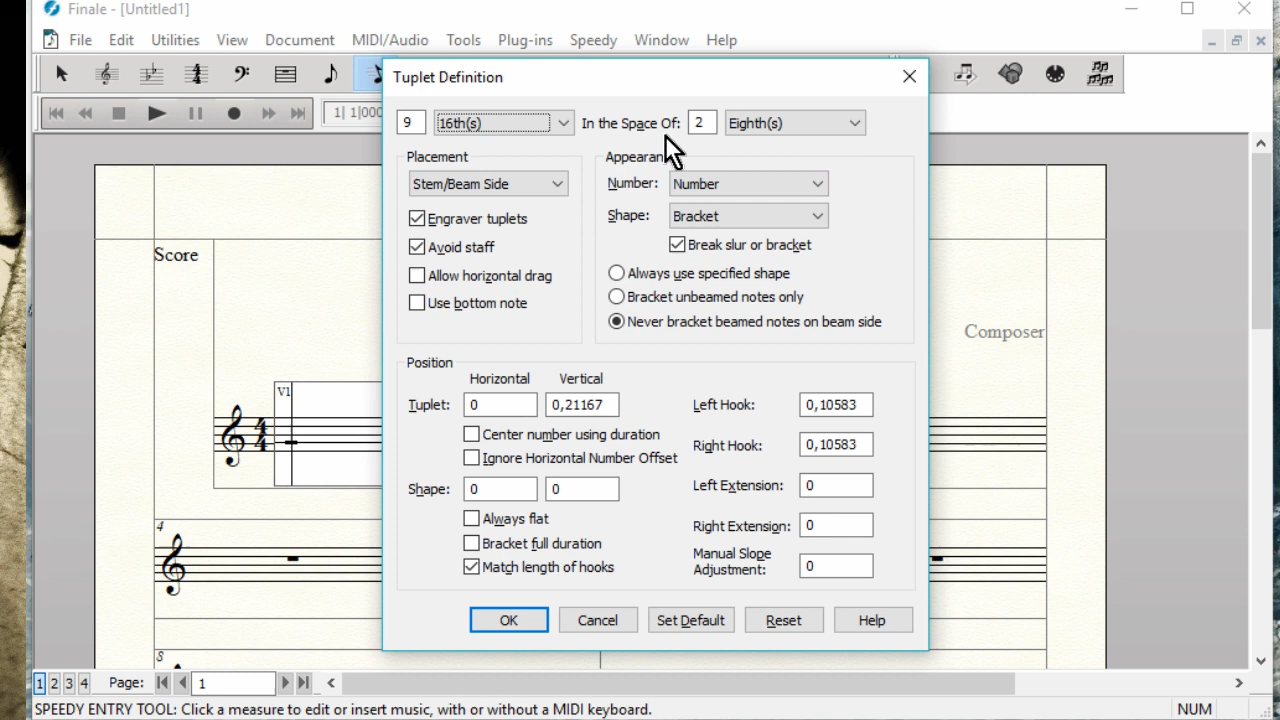 Finale - [Untitled1]
File Edit Utilities View Document MIDI/Audio Tools Plug-ins Speedy Window Help
Tuplet Definition
1| 1|000
9 16th(s) In the Space Of: 2 Eighth(s)
Placement
Stem/Beam Side
Engraver tuplets
Avoid staff
Allow horizontal drag
Use bottom note
Number: Number
Shape: Bracket
Break slur or bracket
Always use specified shape
Bracket unbeamed notes only
Never bracket beamed notes on beam side
Score
Composer
Position
Horizontal Vertical
Tuplet: 0 0,21167
Center number using duration
Ignore Horizontal Number Offset
Shape: 0 0
Always flat
Bracket full duration
Match length of hooks
Left Hook: 0,10583
Right Hook: 0,10583
Left Extension: 0
Right Extension: 0
Manual Slope
Adjustment: 0
V1
4
4
4
8
OK Cancel Set Default Reset Help
1 2 3 4 Page: 1
SPEEDY ENTRY TOOL: Click a measure to edit or insert music, with or without a MIDI keyboard. NUM